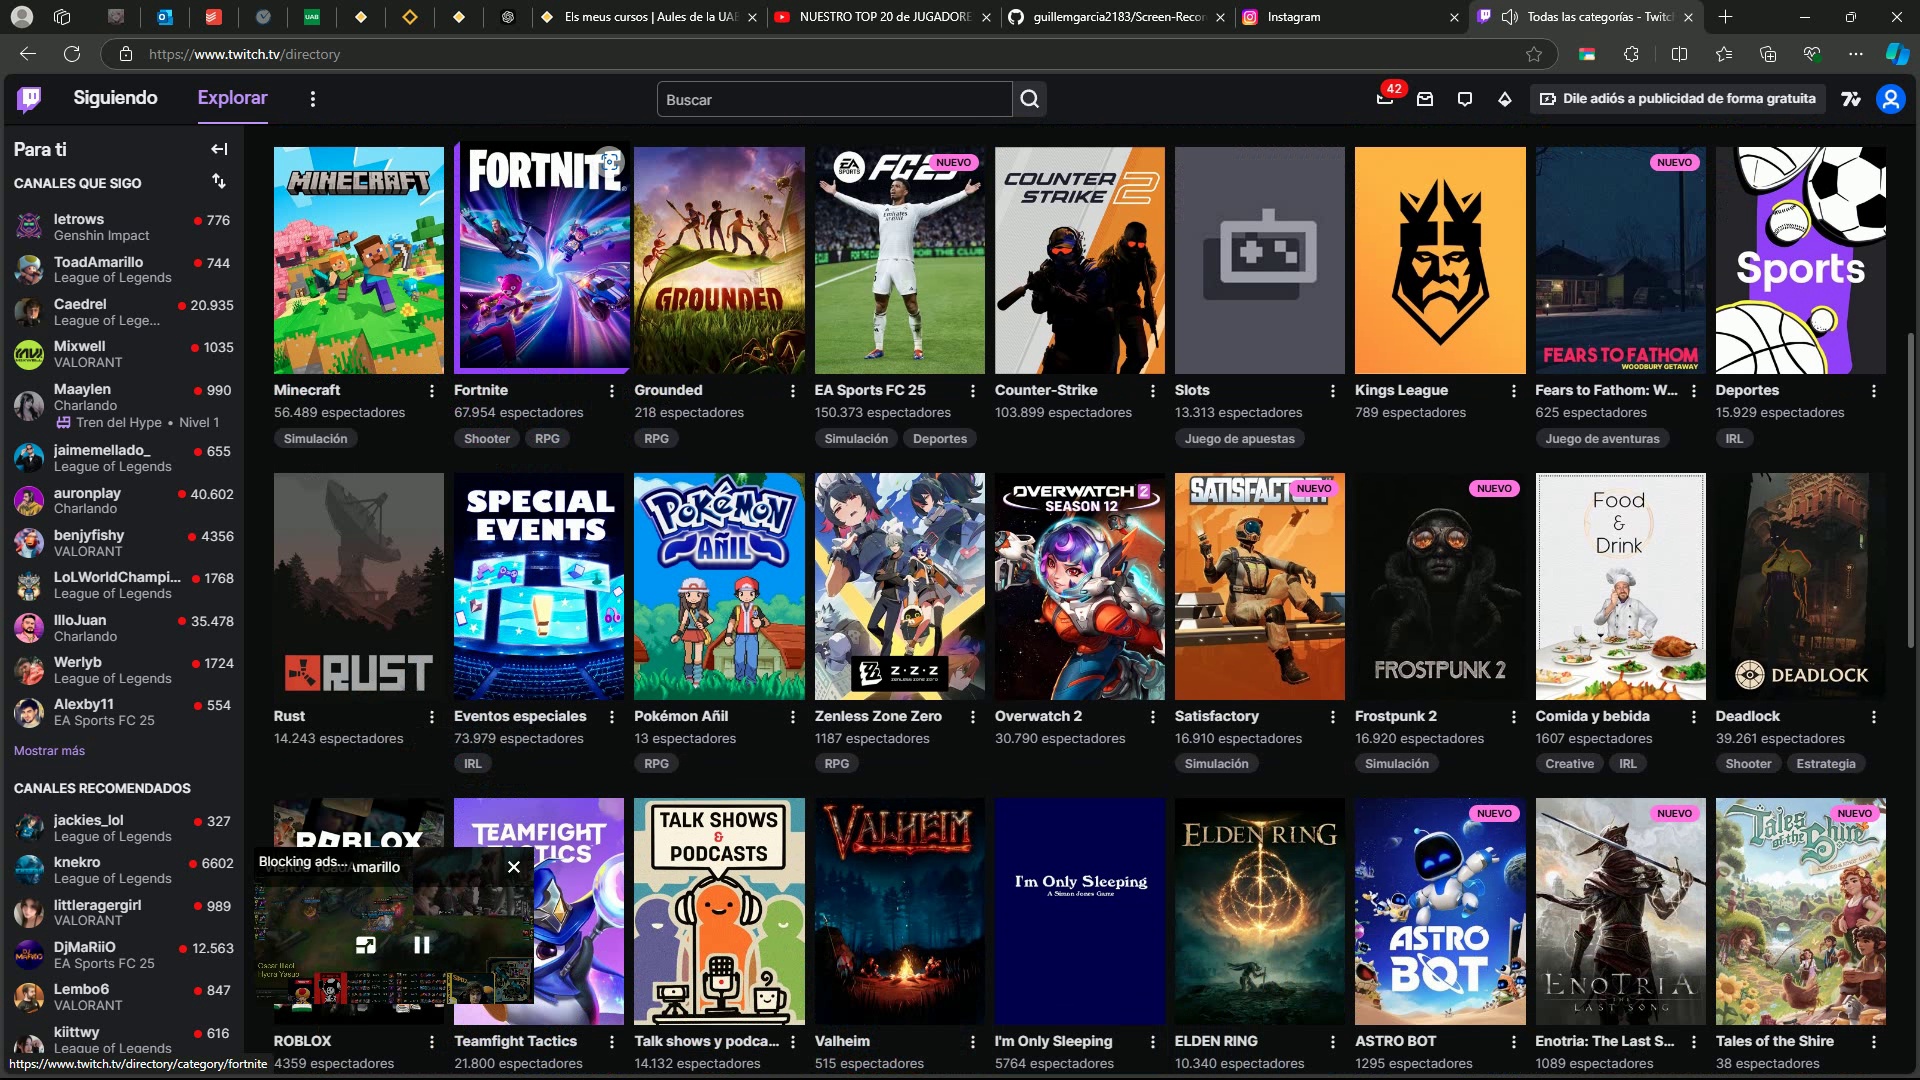 Els meus cursos | Aules de la UAB
NUESTRO TOP 20 de JUGADORE
guillemgarcia2183/Screen-Recor
Instagram
Todas las categorías - Twitch
https://www.twitch.tv/directory
Siguiendo
Explorar
Buscar
42
Dile adiós a publicidad de forma gratuita
Para ti
CANALES QUE SIGO
letrows 776
Genshin Impact
ToadAmarillo 744
League of Legends
Caedrel 20.935
League of Lege...
Mixwell 1035
VALORANT
Maaylen 990
Charlando
Tren del Hype • Nivel 1
jaimemellado_ 655
League of Legends
auronplay 40.602
Charlando
benjyfishy 4356
VALORANT
LoLWorldChampi... 1768
League of Legends
IlloJuan 35.478
Charlando
Werlyb 1724
League of Legends
Alexby11 554
EA Sports FC 25
Mostrar más
CANALES RECOMENDADOS
jackies_lol 327
League of Legends
knekro 6602
League of Legends
littleragergirl 989
VALORANT
DjMaRiiO 12.563
EA Sports FC 25
Lembo6 847
VALORANT
kiittwy 616
League of Legends
https://www.twitch.tv/directory/category/fortnite
MINECRAFT
Minecraft
56.489 espectadores
Simulación
FORTNITE
Fortnite
67.954 espectadores
Shooter RPG
GROUNDED
Grounded
218 espectadores
RPG
EA SPORTS FC25
NUEVO
EA Sports FC 25
150.373 espectadores
Simulación Deportes
COUNTER STRIKE 2
Counter-Strike
103.899 espectadores
Slots
13.313 espectadores
Juego de apuestas
Kings League
789 espectadores
NUEVO
FEARS TO FATHOM
WOODBURY GETAWAY
Fears to Fathom: W...
625 espectadores
Juego de aventuras
Sports
Deportes
15.929 espectadores
IRL
RUST
Rust
14.243 espectadores
SPECIAL EVENTS
Eventos especiales
73.979 espectadores
IRL
POKÉMON AÑIL
Pokémon Añil
13 espectadores
RPG
Z·Z·Z
ZENLESS ZONE ZERO
Zenless Zone Zero
1187 espectadores
RPG
OVERWATCH 2
SEASON 12
Overwatch 2
30.790 espectadores
SATISFACTORY
NUEVO
Satisfactory
16.910 espectadores
Simulación
NUEVO
FROSTPUNK 2
Frostpunk 2
16.920 espectadores
Simulación
Food
&
Drink
Comida y bebida
1607 espectadores
Creative IRL
DEADLOCK
Deadlock
39.261 espectadores
Shooter Estrategia
ROBLOX
Blocking ads...
Viendo ToadAmarillo
ROBLOX
4359 espectadores
TEAMFIGHT TACTICS
Teamfight Tactics
21.800 espectadores
TALK SHOWS
&
PODCASTS
Talk shows y podca...
14.132 espectadores
VALHEIM
Valheim
515 espectadores
I'm Only Sleeping
A Simon Jones Game
I'm Only Sleeping
5764 espectadores
ELDEN RING
ELDEN RING
10.340 espectadores
NUEVO
ASTRO BOT
ASTRO BOT
1295 espectadores
NUEVO
ENOTRIA
THE LAST SONG
Enotria: The Last S...
1089 espectadores
NUEVO
Tales of the Shire
Tales of the Shire
38 espectadores